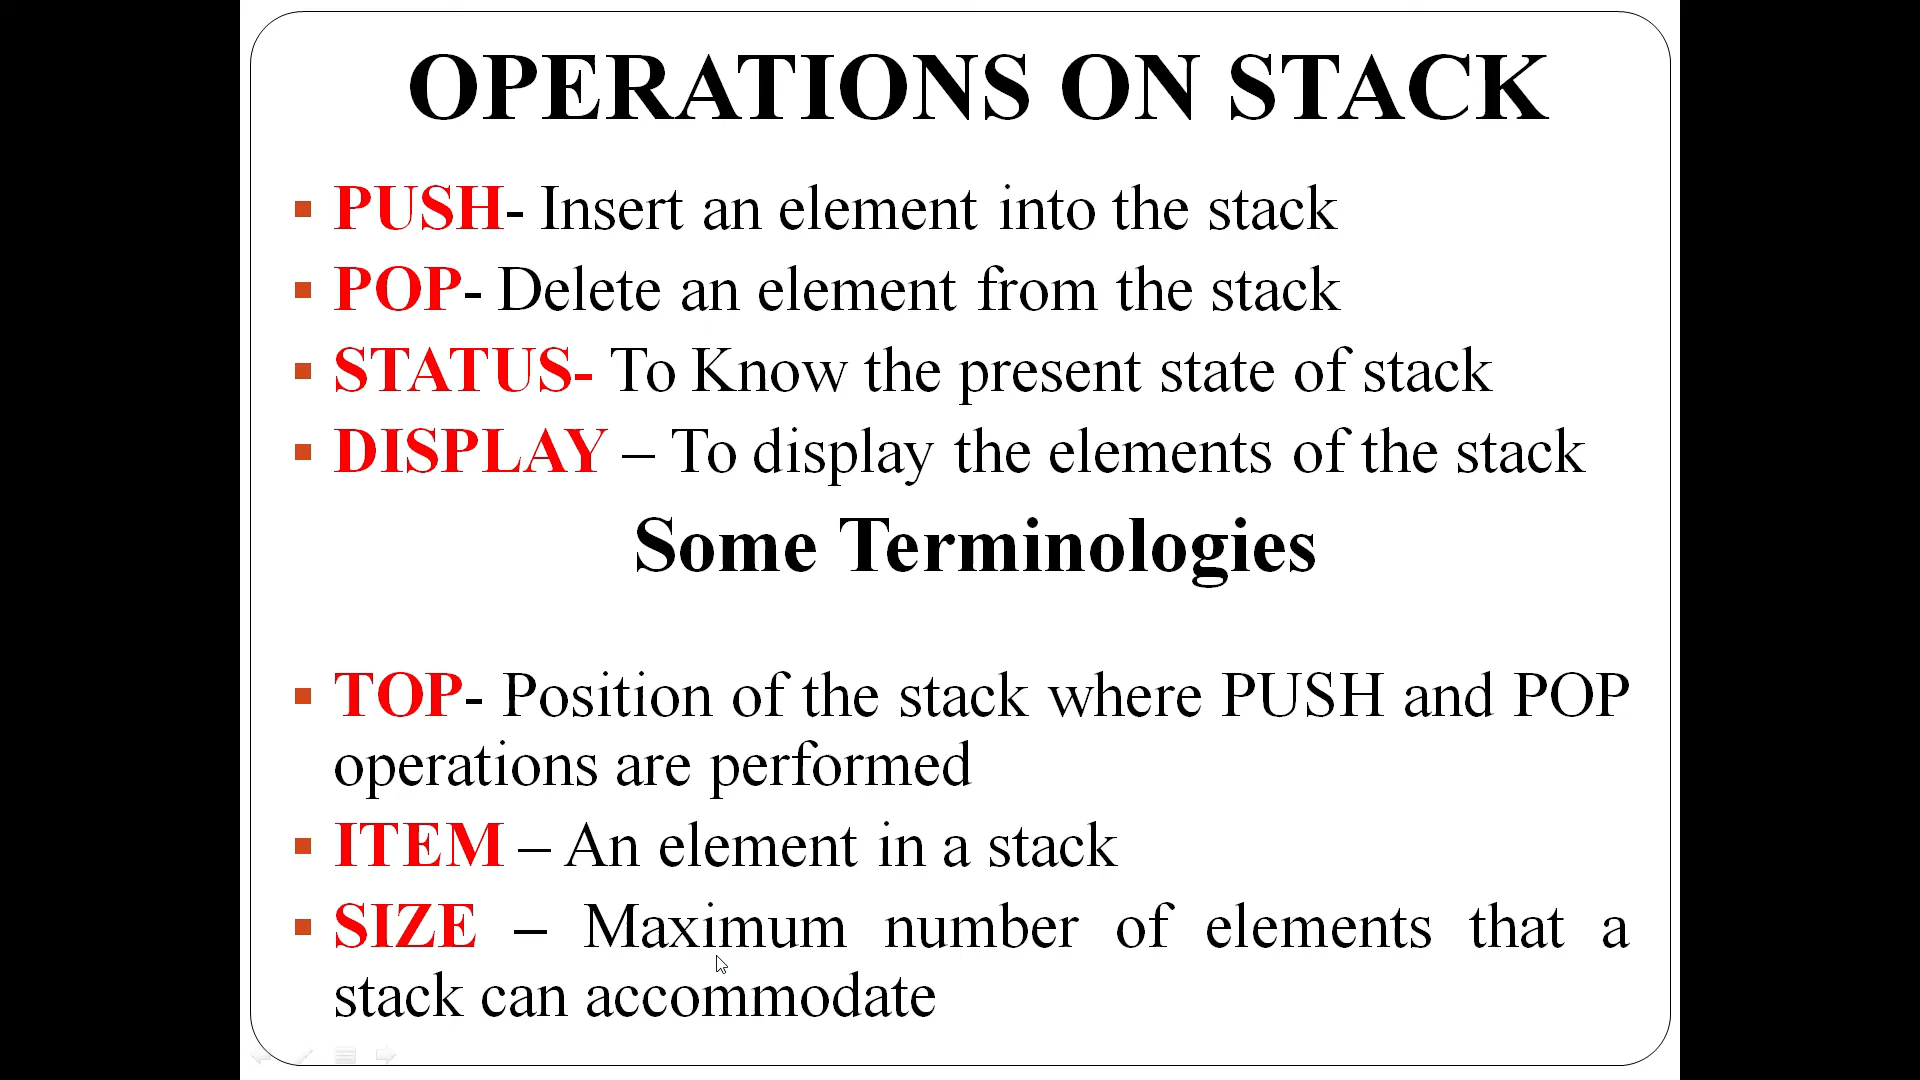 OPERATIONS ON STACK
PUSH- Insert an element into the stack
POP- Delete an element from the stack
STATUS- To Know the present state of stack
DISPLAY – To display the elements of the stack
Some Terminologies
TOP- Position of the stack where PUSH and POP
operations are performed
ITEM – An element in a stack
SIZE – Maximum number of elements that a
stack can accommodate